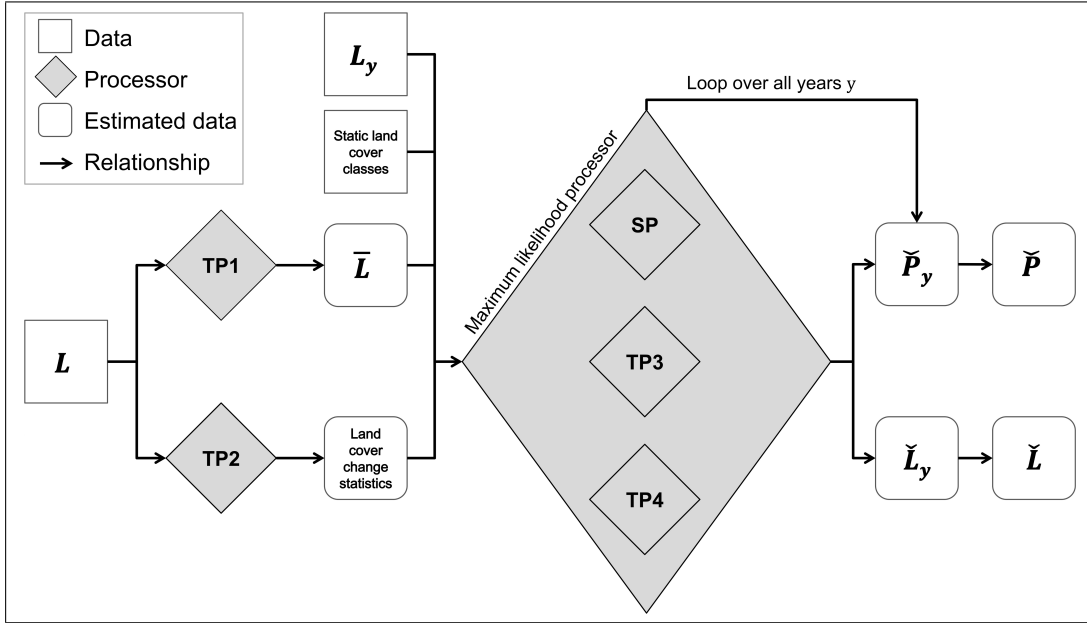 Data
Processor
Estimated data
Relationship
L_y
Static land
cover
classes
Loop over all years y
Maximum likelihood processor
SP
TP1
L̄
P̌_y
P̌
L
TP3
TP2
Land
cover
change
statistics
TP4
Ľ_y
Ľ